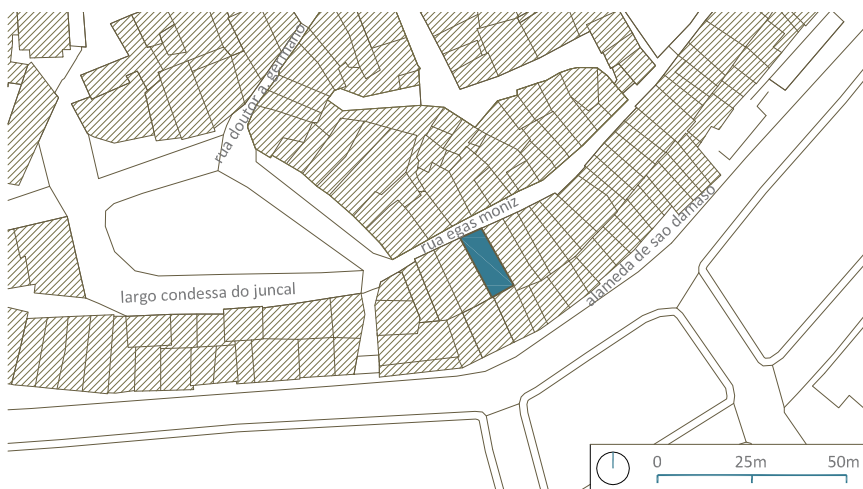 rua doutor a. germano
rua egas moniz
alameda de sao damaso
largo condessa do juncal
0 25m 50m